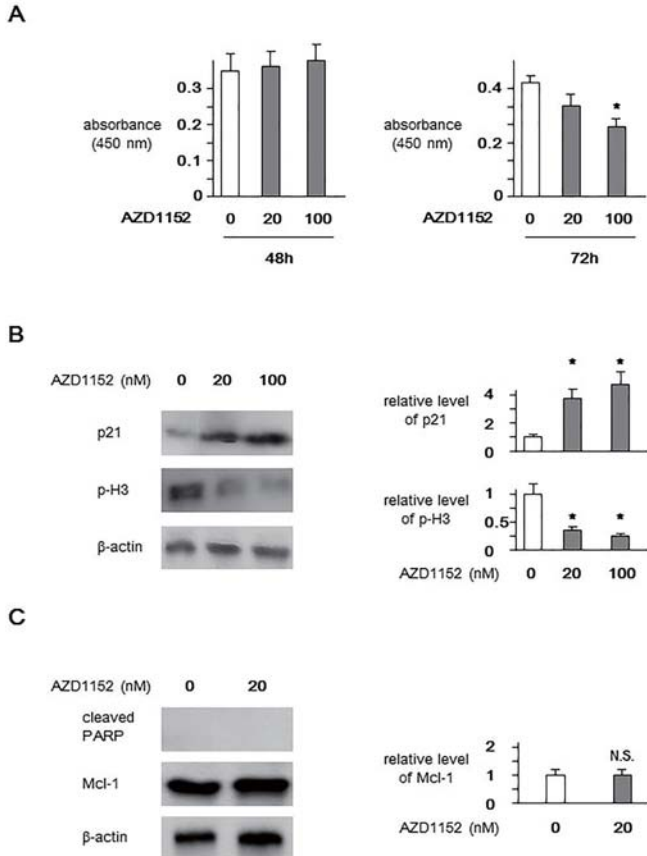 A
0.3
0.2
0.1
0
absorbance
(450 nm)
AZD1152 0 20 100
48h
0.4
0.2
0
absorbance
(450 nm)
*
AZD1152 0 20 100
72h
B
AZD1152 (nM) 0 20 100
p21
p-H3
β-actin
relative level
of p21
4
2
0
* *
relative level
of p-H3
1
0.5
0
* *
AZD1152 (nM) 0 20 100
C
AZD1152 (nM) 0 20
cleaved
PARP
Mcl-1
β-actin
relative level
of Mcl-1
2
1
0
N.S.
AZD1152 (nM) 0 20